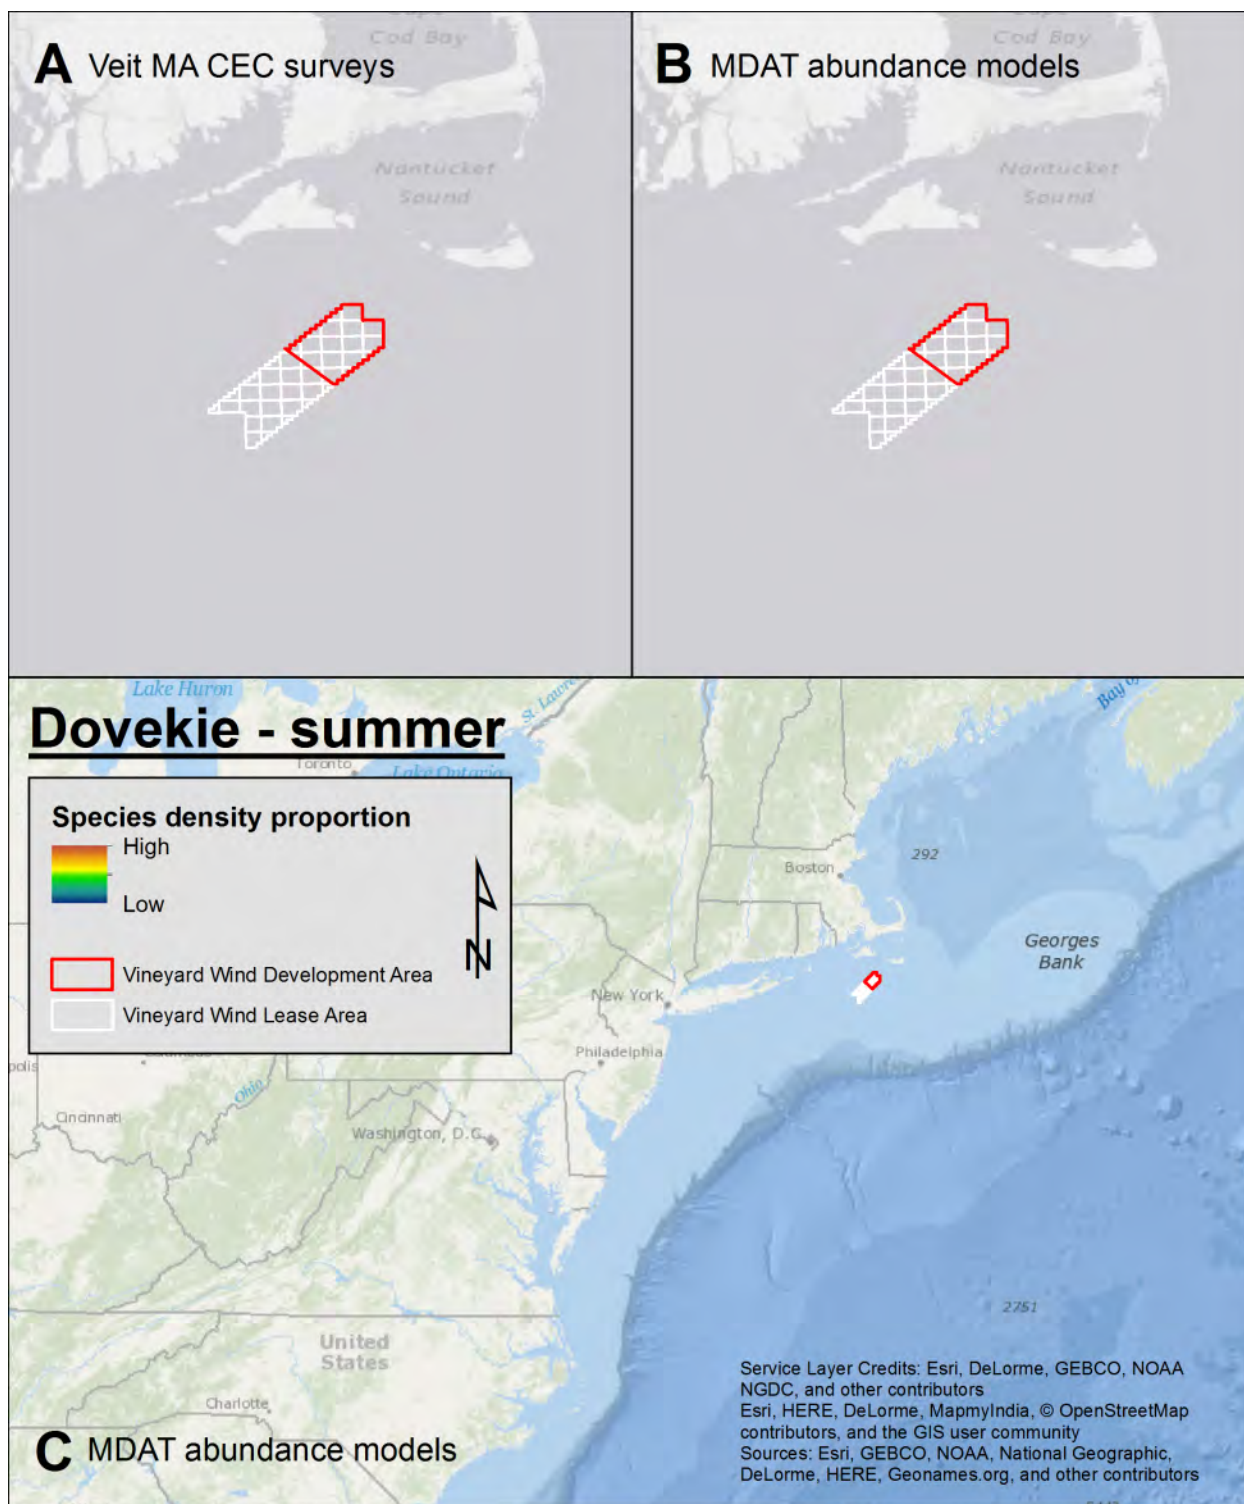 A Veit MA CEC surveys
Cod Bay
Nantucket
Sound
B MDAT abundance models
Cod Bay
Nantucket
Sound
Lake Huron
St. Lawre
Bay of
Dovekie - summer
Toronto
Lake Ontario
Species density proportion
High
Low
N
Vineyard Wind Development Area
Vineyard Wind Lease Area
Boston
292
Georges
Bank
New York
Philadelphia
polis
Ohio
Cincinnati
Washington, D.C.
2751
United
States
Charlotte
C MDAT abundance models
Service Layer Credits: Esri, DeLorme, GEBCO, NOAA
NGDC, and other contributors
Esri, HERE, DeLorme, MapmyIndia, © OpenStreetMap
contributors, and the GIS user community
Sources: Esri, GEBCO, NOAA, National Geographic,
DeLorme, HERE, Geonames.org, and other contributors